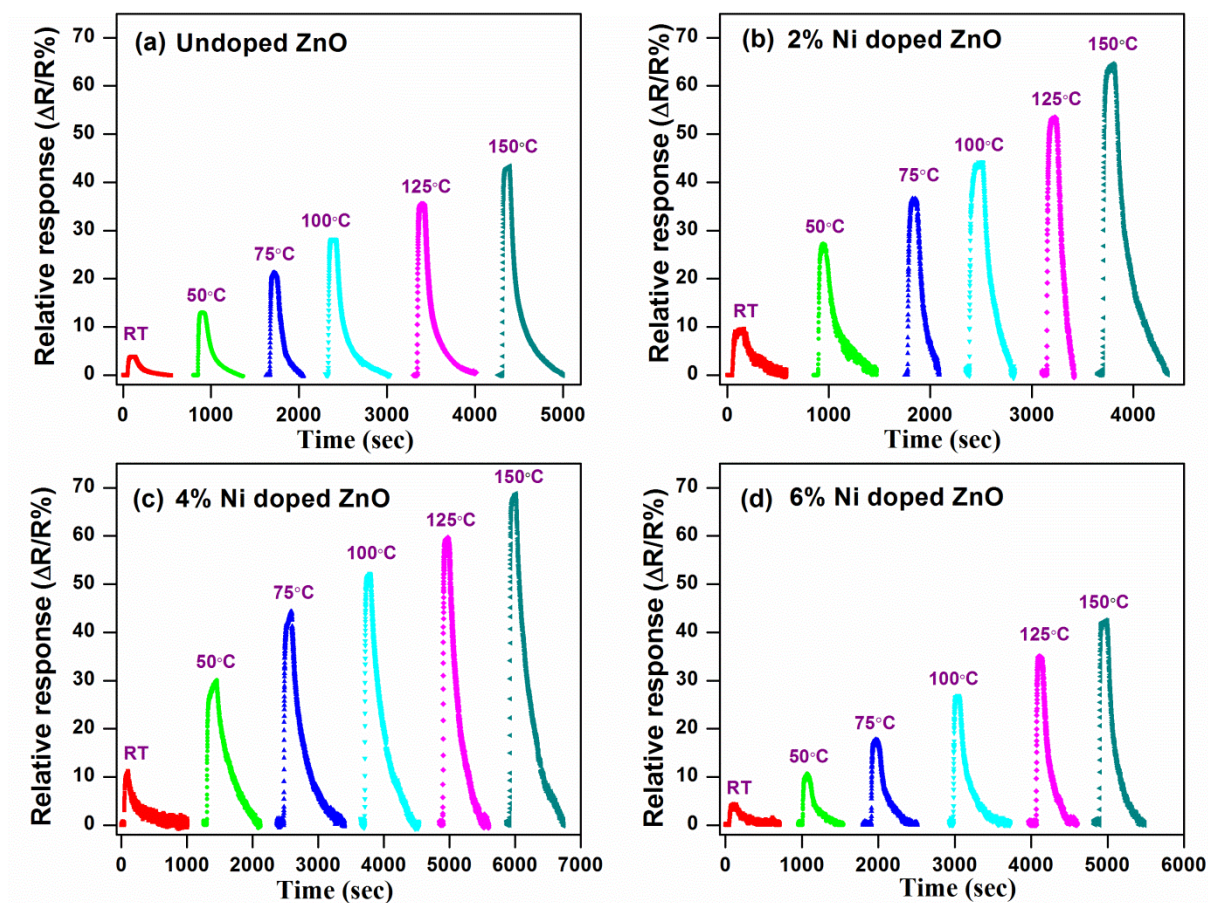 (a) Undoped ZnO
Relative response (ΔR/R%)
70
60
50
40
30
20
10
0
RT
50°C
75°C
100°C
125°C
150°C
0 1000 2000 3000 4000 5000
Time (sec)
(b) 2% Ni doped ZnO
Relative response (ΔR/R%)
70
60
50
40
30
20
10
0
RT
50°C
75°C
100°C
125°C
150°C
0 1000 2000 3000 4000
Time (sec)
(c) 4% Ni doped ZnO
Relative response (ΔR/R%)
70
60
50
40
30
20
10
0
RT
50°C
75°C
100°C
125°C
150°C
0 1000 2000 3000 4000 5000 6000 7000
Time (sec)
(d) 6% Ni doped ZnO
Relative response (ΔR/R%)
70
60
50
40
30
20
10
0
RT
50°C
75°C
100°C
125°C
150°C
0 1000 2000 3000 4000 5000 6000
Time (sec)